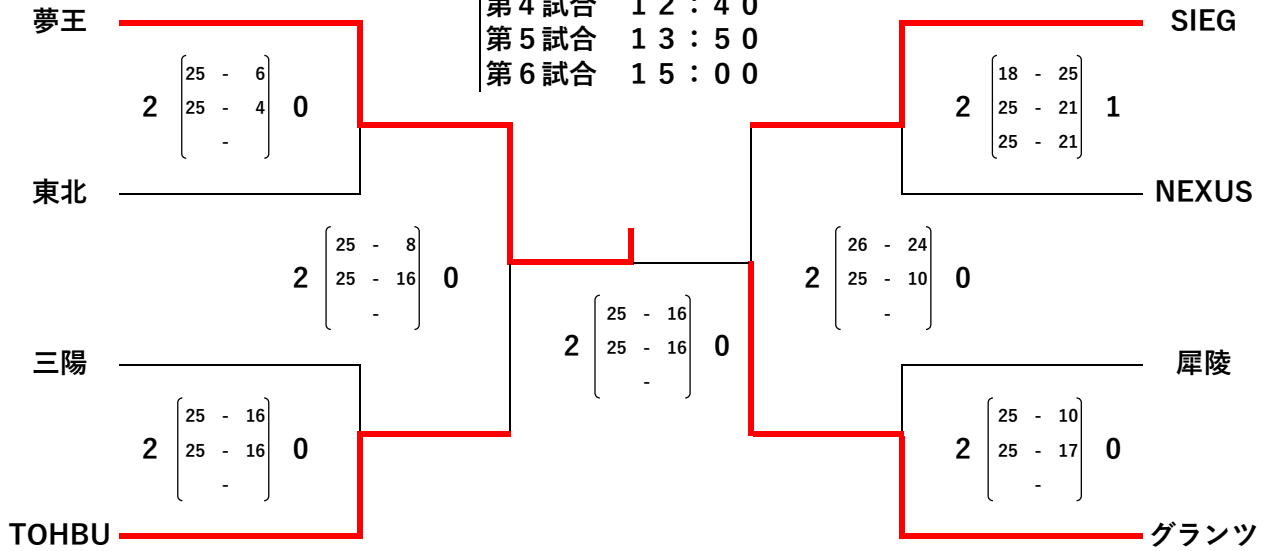 第４試合　１２：４０
第５試合　１３：５０
第６試合　１５：００
夢王
2 25 - 6 0
25 - 4
-
東北
2 25 - 8 0
25 - 16
-
三陽
2 25 - 16 0
25 - 16
-
TOHBU
2 25 - 16 0
25 - 16
-
SIEG
2 18 - 25 1
25 - 21
25 - 21
NEXUS
2 26 - 24 0
25 - 10
-
犀陵
2 25 - 10 0
25 - 17
-
グランツ